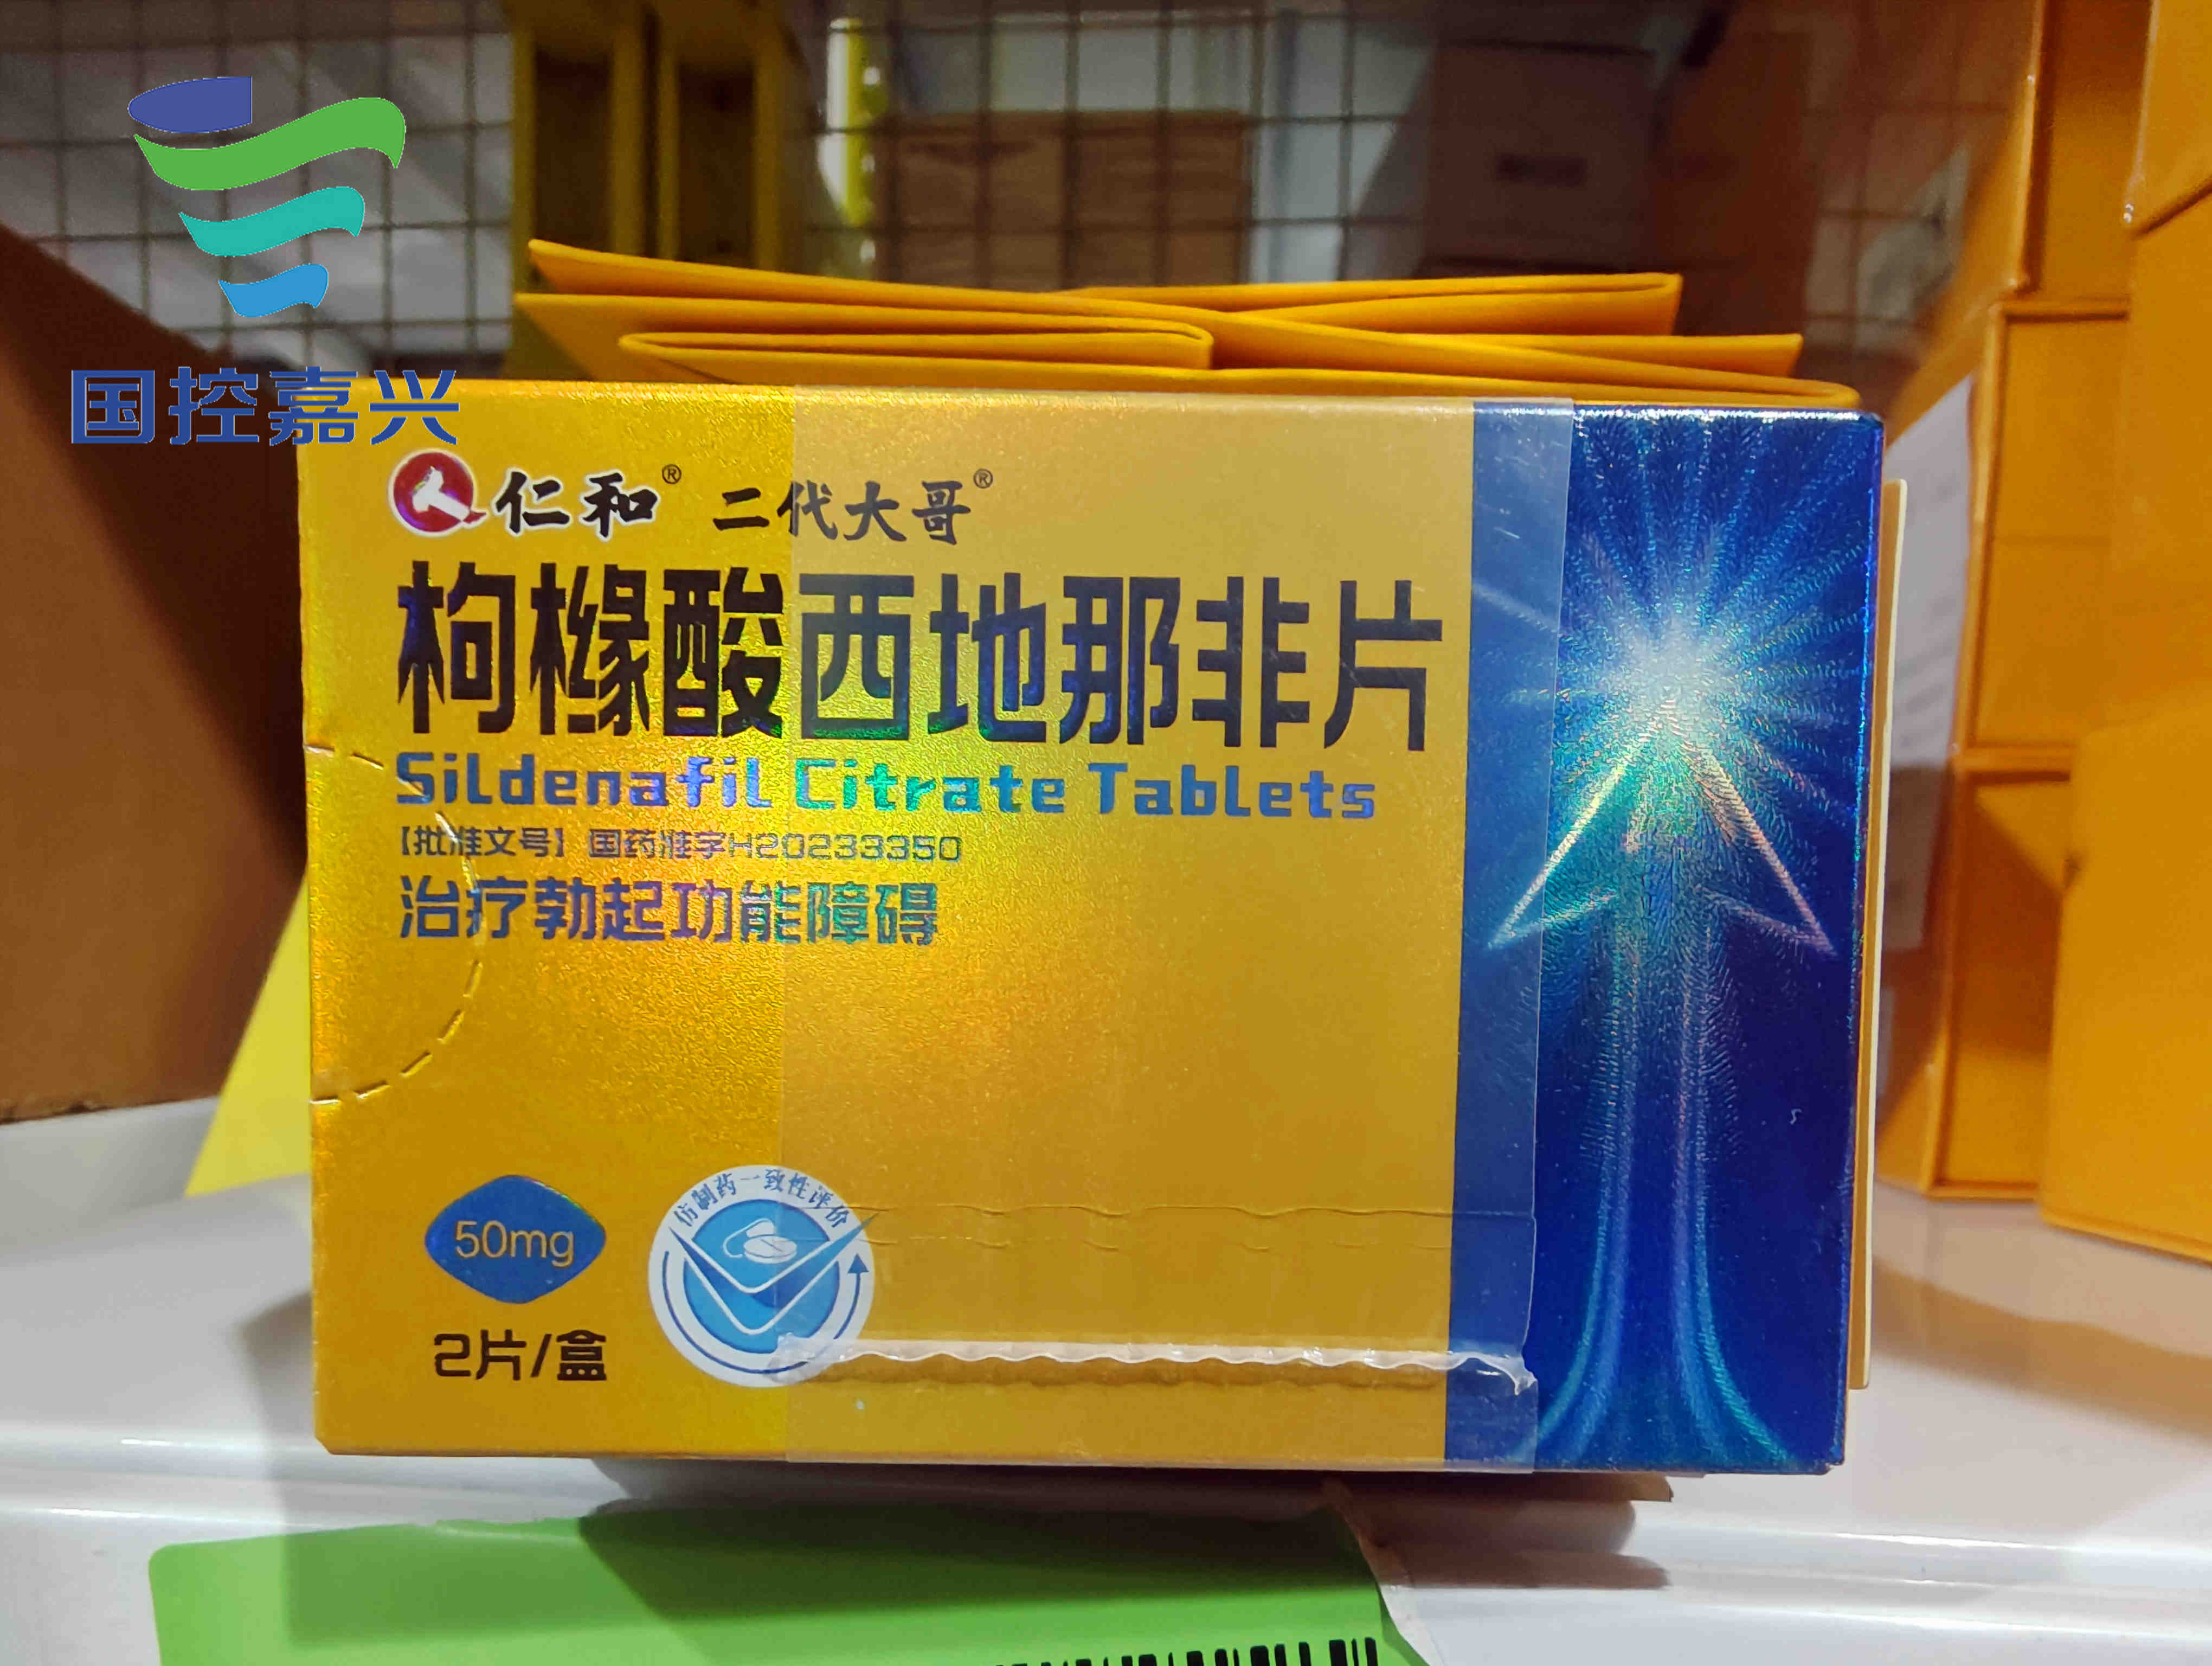 国控嘉兴
仁和® 二代大哥®
枸橼酸西地那非片
Sildenafil Citrate Tablets
【批准文号】国药准字H20233350
治疗勃起功能障碍
仿制药一致性评价
50mg
2片/盒